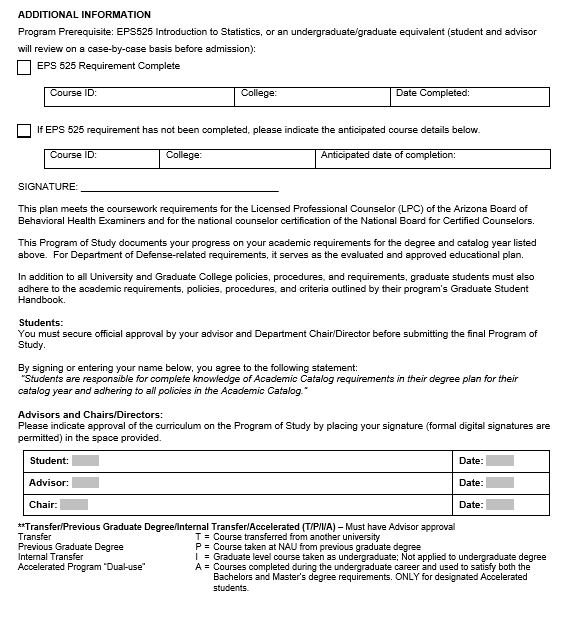 ADDITIONAL INFORMATION
Program Prerequisite: EPS525 Introduction to Statistics, or an undergraduate/graduate equivalent (student and advisor
will review on a case-by-case basis before admission):
EPS 525 Requirement Complete
Course ID: College: Date Completed:
If EPS 525 requirement has not been completed, please indicate the anticipated course details below.
Course ID: College: Anticipated date of completion:
SIGNATURE: ____________________________________
This plan meets the coursework requirements for the Licensed Professional Counselor (LPC) of the Arizona Board of
Behavioral Health Examiners and for the national counselor certification of the National Board for Certified Counselors.
This Program of Study documents your progress on your academic requirements for the degree and catalog year listed
above. For Department of Defense-related requirements, it serves as the evaluated and approved educational plan.
In addition to all University and Graduate College policies, procedures, and requirements, graduate students must also
adhere to the academic requirements, policies, procedures, and criteria outlined by their program's Graduate Student
Handbook.
Students:
You must secure official approval by your advisor and Department Chair/Director before submitting the final Program of
Study.
By signing or entering your name below, you agree to the following statement:
"Students are responsible for complete knowledge of Academic Catalog requirements in their degree plan for their
catalog year and adhering to all policies in the Academic Catalog."
Advisors and Chairs/Directors:
Please indicate approval of the curriculum on the Program of Study by placing your signature (formal digital signatures are
permitted) in the space provided.
Student: Date:
Advisor: Date:
Chair: Date:
**Transfer/Previous Graduate Degree/Internal Transfer/Accelerated (T/P/I/A) – Must have Advisor approval
Transfer T = Course transferred from another university
Previous Graduate Degree P = Course taken at NAU from previous graduate degree
Internal Transfer I = Graduate level course taken as undergraduate; Not applied to undergraduate degree
Accelerated Program "Dual-use" A = Courses completed during the undergraduate career and used to satisfy both the
Bachelors and Master's degree requirements. ONLY for designated Accelerated
students.